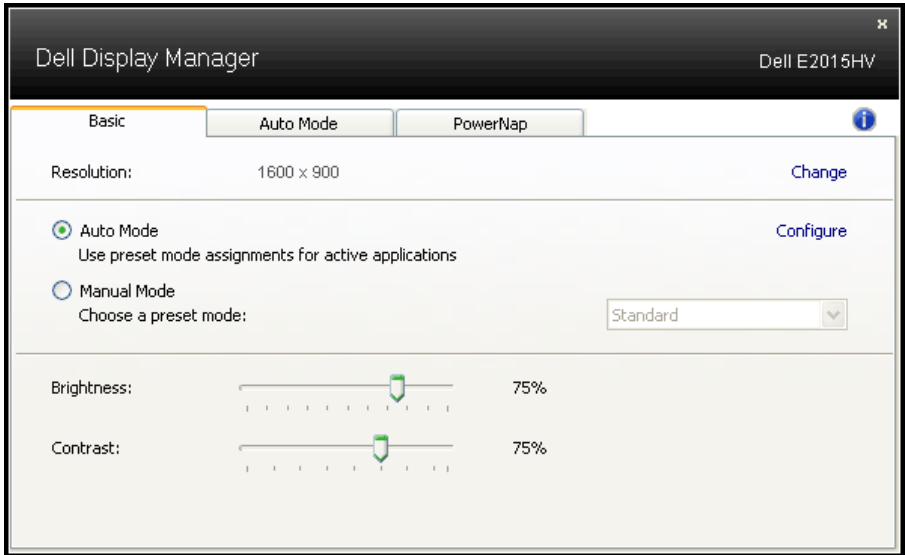 x
Dell Display Manager
Dell E2015HV
Basic Auto Mode PowerNap i
Resolution: 1600 x 900 Change
Auto Mode Configure
Use preset mode assignments for active applications
Manual Mode
Choose a preset mode: Standard
Brightness: 75%
Contrast: 75%